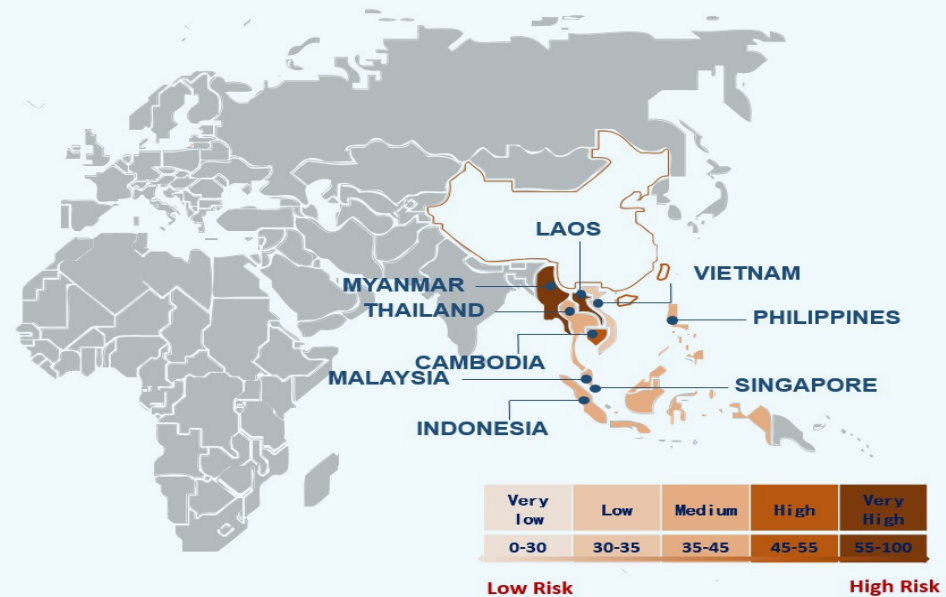 LAOS
MYANMAR
VIETNAM
THAILAND
PHILIPPINES
CAMBODIA
MALAYSIA
SINGAPORE
INDONESIA
Very low Low Medium High Very High
0-30 30-35 35-45 45-55 55-100
Low Risk High Risk